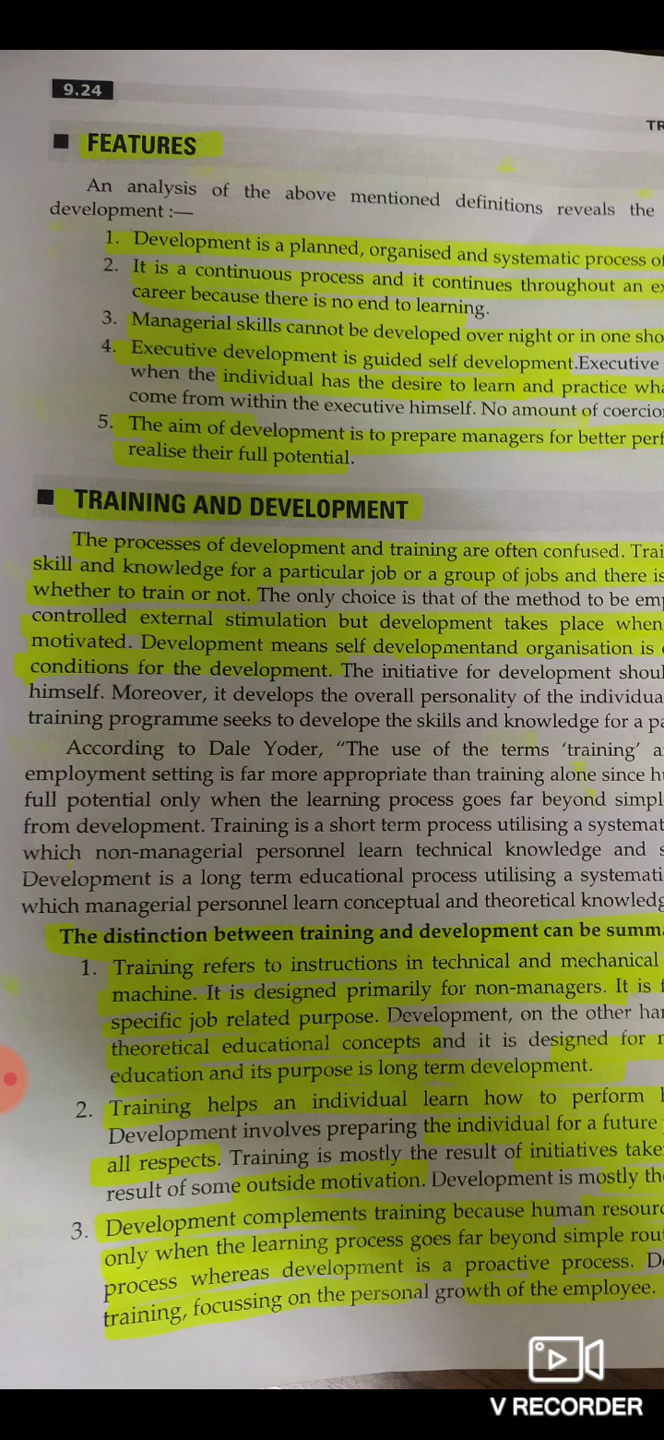 9.24
TR
■ FEATURES
An analysis of the above mentioned definitions reveals the
development :—
1. Development is a planned, organised and systematic process of
2. It is a continuous process and it continues throughout an ex
career because there is no end to learning.
3. Managerial skills cannot be developed over night or in one sho
4. Executive development is guided self development.Executive
when the individual has the desire to learn and practice wha
come from within the executive himself. No amount of coercio
5. The aim of development is to prepare managers for better perf
realise their full potential.
■ TRAINING AND DEVELOPMENT
The processes of development and training are often confused. Trai
skill and knowledge for a particular job or a group of jobs and there is
whether to train or not. The only choice is that of the method to be emp
controlled external stimulation but development takes place when
motivated. Development means self developmentand organisation is
conditions for the development. The initiative for development shoul
himself. Moreover, it develops the overall personality of the individua
training programme seeks to develope the skills and knowledge for a pa
According to Dale Yoder, “The use of the terms ‘training’ a
employment setting is far more appropriate than training alone since hu
full potential only when the learning process goes far beyond simpl
from development. Training is a short term process utilising a systemat
which non-managerial personnel learn technical knowledge and s
Development is a long term educational process utilising a systemati
which managerial personnel learn conceptual and theoretical knowledg
The distinction between training and development can be summa
1. Training refers to instructions in technical and mechanical
machine. It is designed primarily for non-managers. It is f
specific job related purpose. Development, on the other han
theoretical educational concepts and it is designed for m
education and its purpose is long term development.
2. Training helps an individual learn how to perform h
Development involves preparing the individual for a future
all respects. Training is mostly the result of initiatives take
result of some outside motivation. Development is mostly the
3. Development complements training because human resourc
only when the learning process goes far beyond simple rout
process whereas development is a proactive process. De
training, focussing on the personal growth of the employee.
V RECORDER